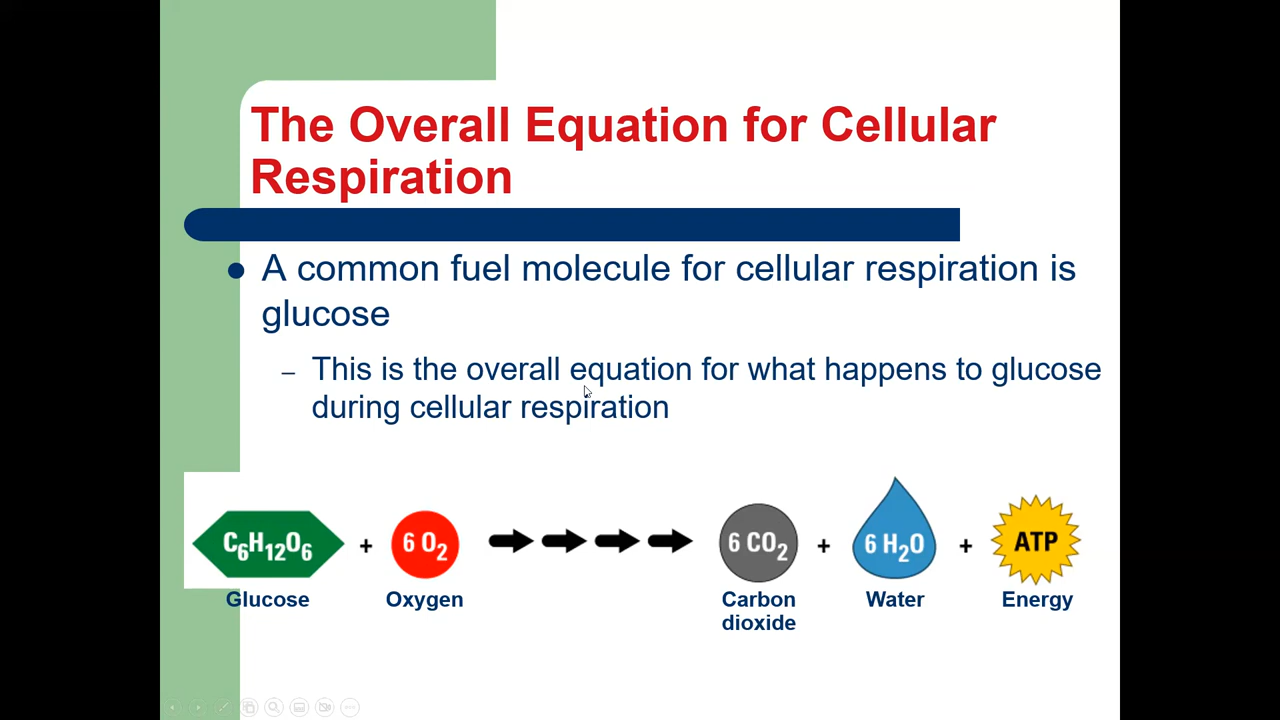 The Overall Equation for Cellular
Respiration
● A common fuel molecule for cellular respiration is
glucose
– This is the overall equation for what happens to glucose
during cellular respiration
C₆H₁₂O₆ + 6 O₂ 6 CO₂ + 6 H₂O + ATP
Glucose Oxygen Carbon Water Energy
dioxide